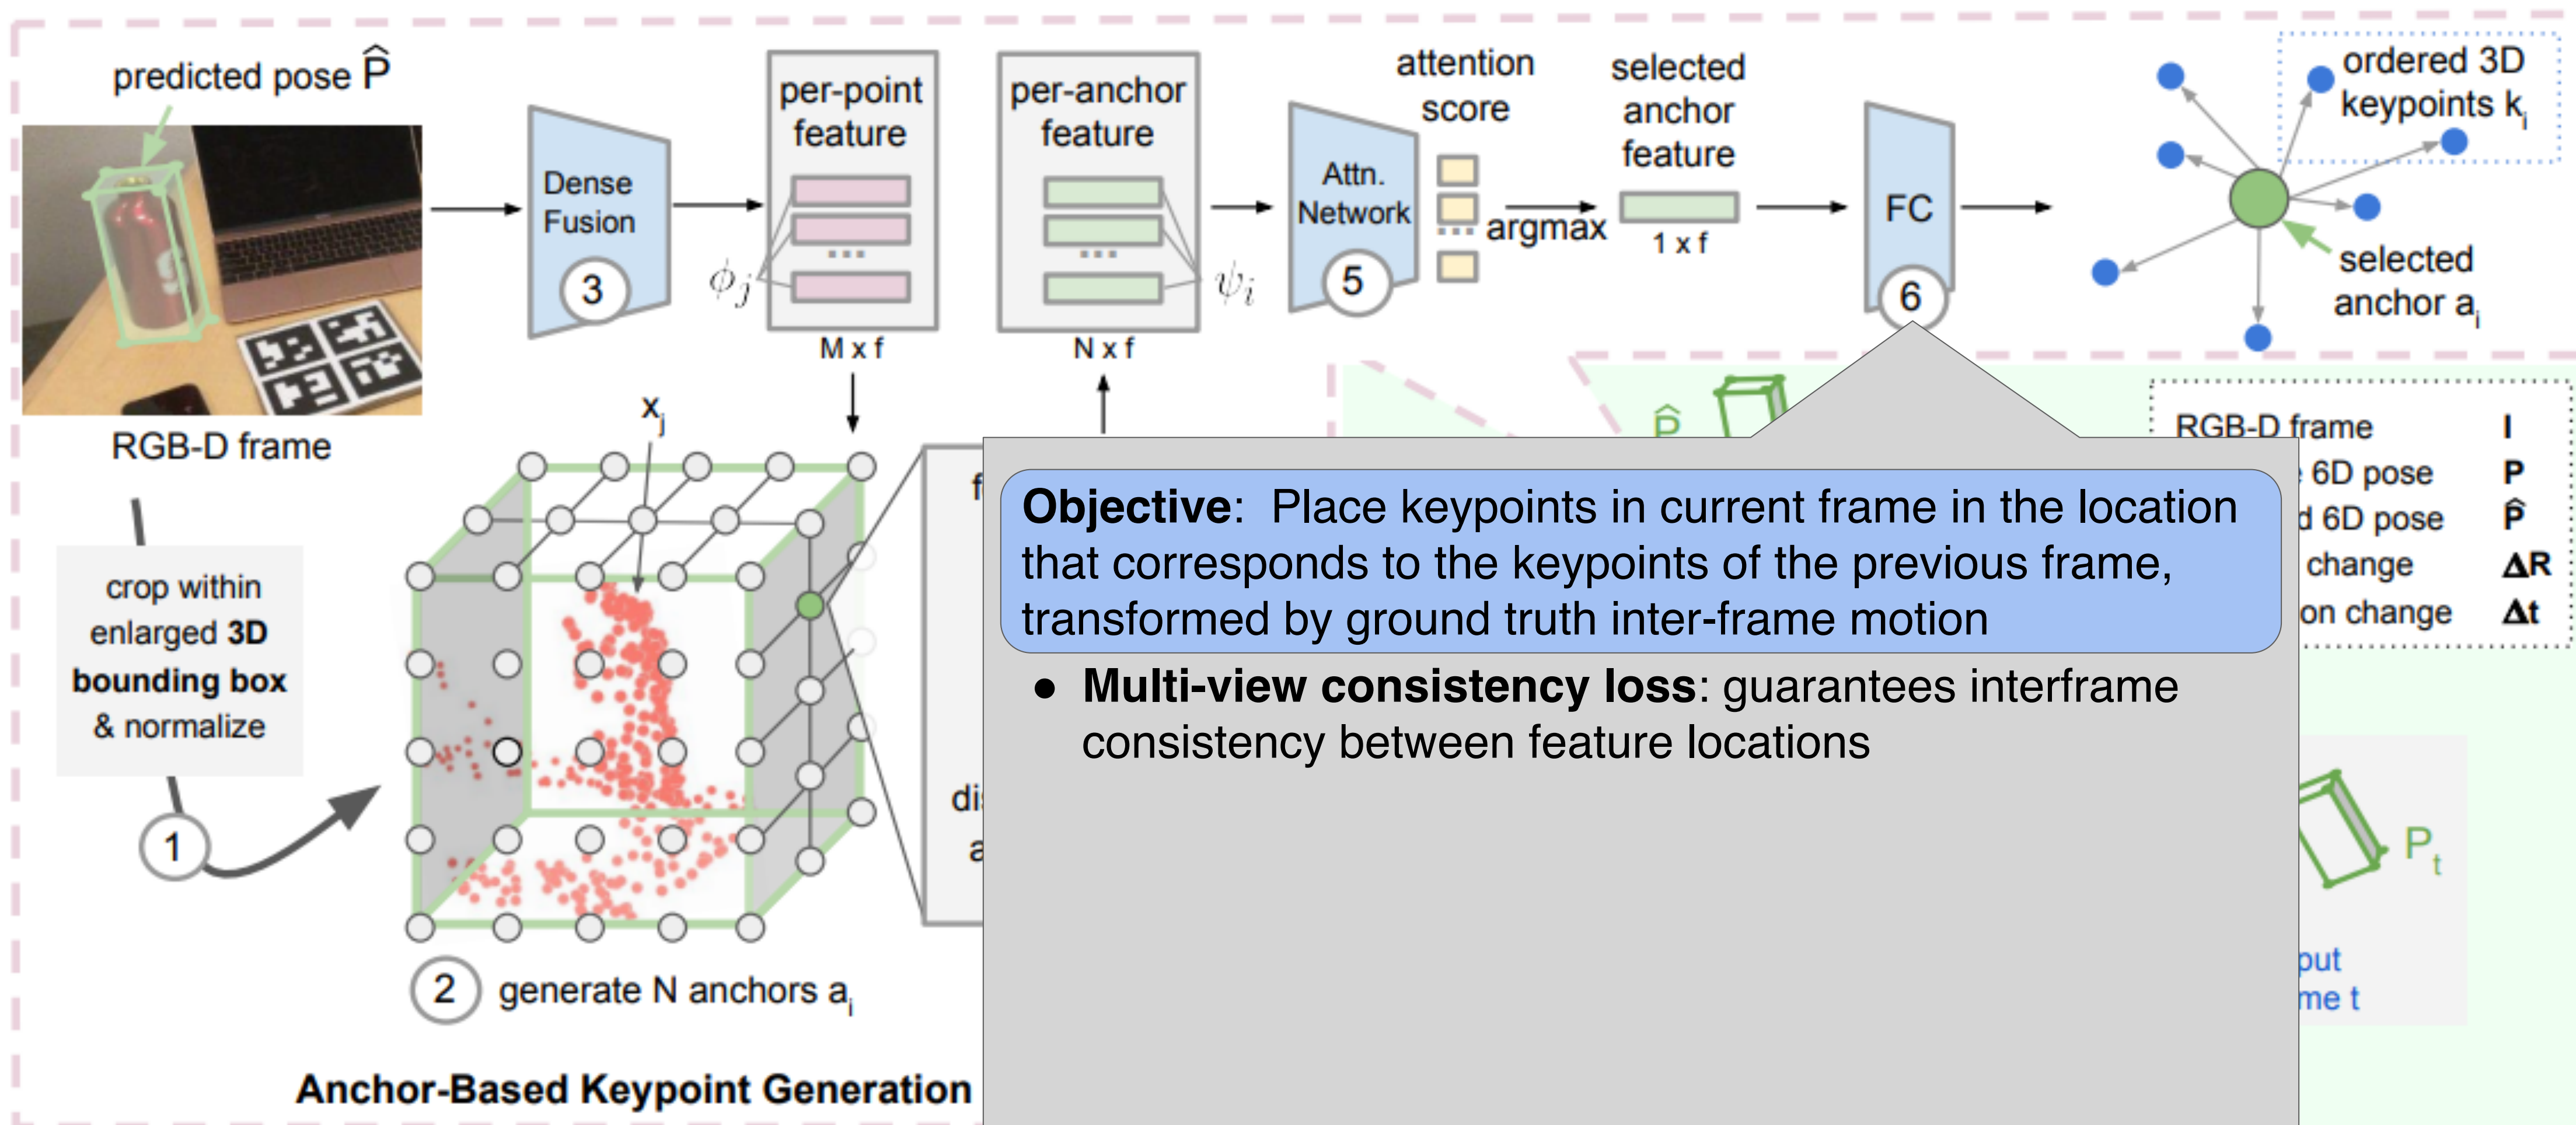 predicted pose P̂
RGB-D frame
crop within
enlarged 3D
bounding box
& normalize
1
Dense
Fusion
3
per-point
feature
...
ϕj
M x f
per-anchor
feature
...
ψi
N x f
Attn.
Network
5
attention
score
...
argmax
selected
anchor
feature
1 x f
FC
6
ordered 3D
keypoints ki
selected
anchor ai
xj
2 generate N anchors ai
Anchor-Based Keypoint Generation
P̂
RGB-D frame I
6D pose P
6D pose P̂
change ΔR
change Δt
Objective: Place keypoints in current frame in the location
that corresponds to the keypoints of the previous frame,
transformed by ground truth inter-frame motion
● Multi-view consistency loss: guarantees interframe
consistency between feature locations
Pt
t